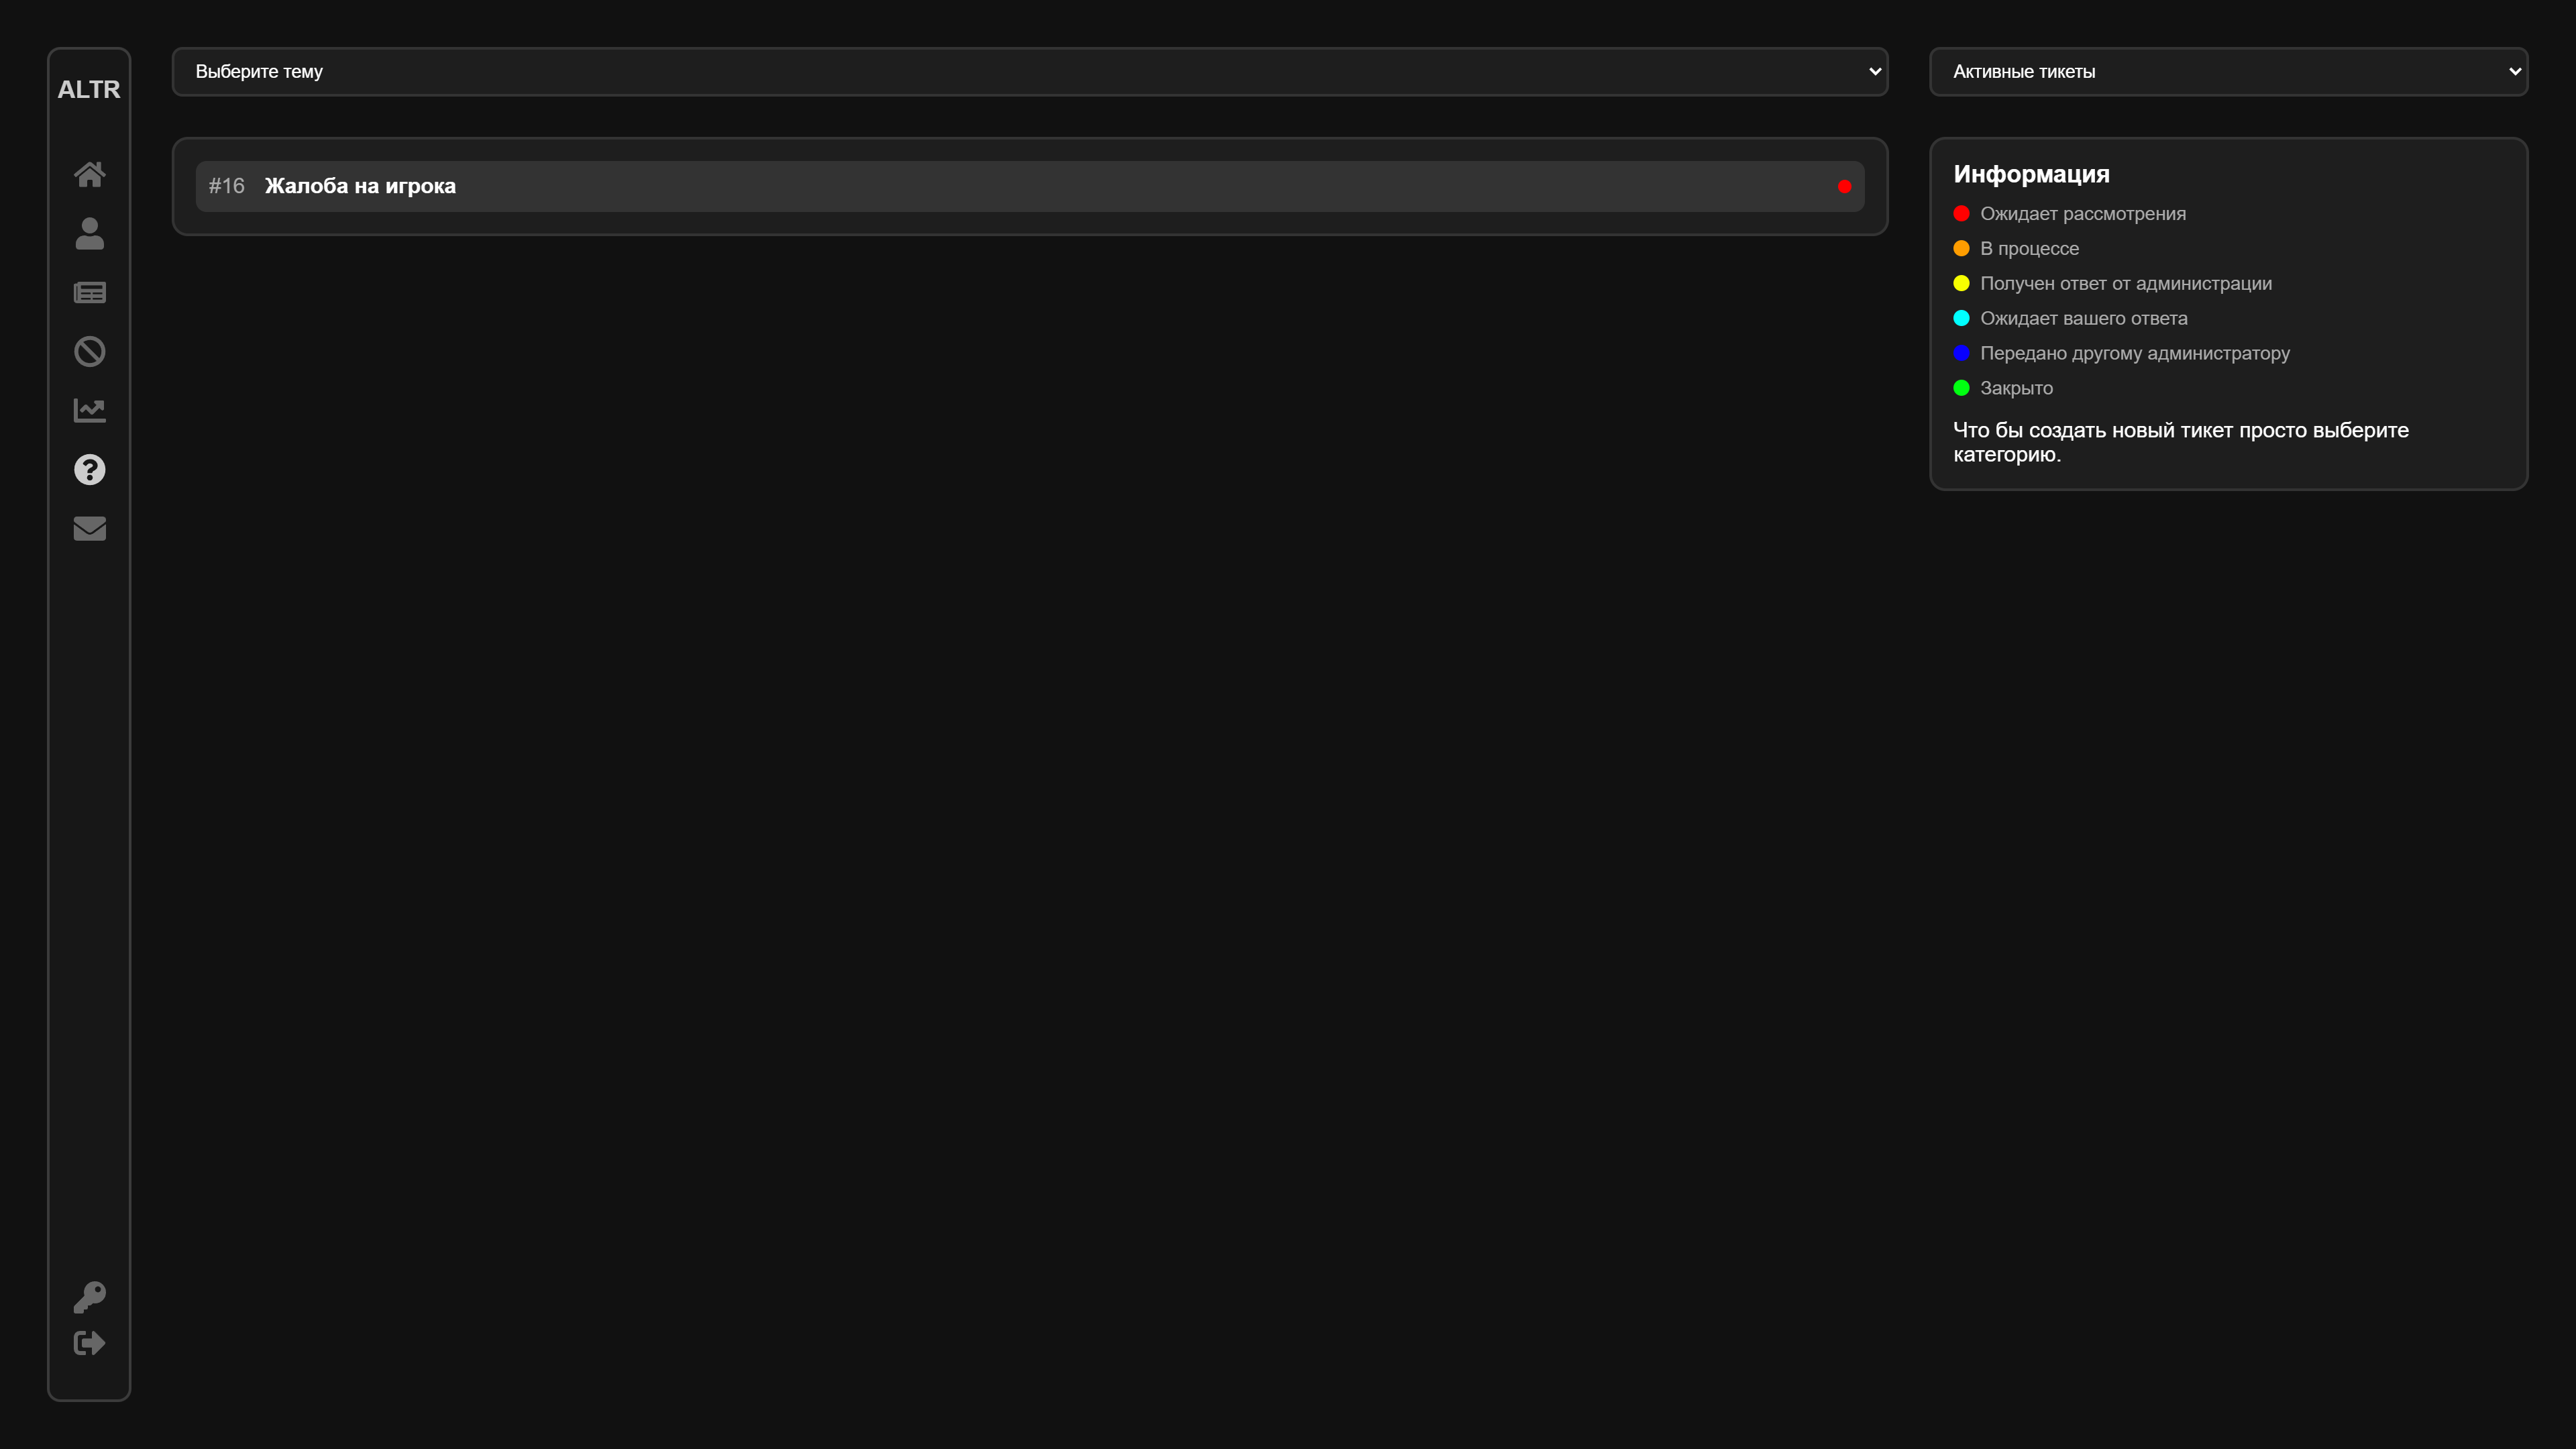 ALTR
Выберите тему
Активные тикеты
#16 Жалоба на игрока
Информация
Ожидает рассмотрения
В процессе
Получен ответ от администрации
Ожидает вашего ответа
Передано другому администратору
Закрыто
Что бы создать новый тикет просто выберите
категорию.